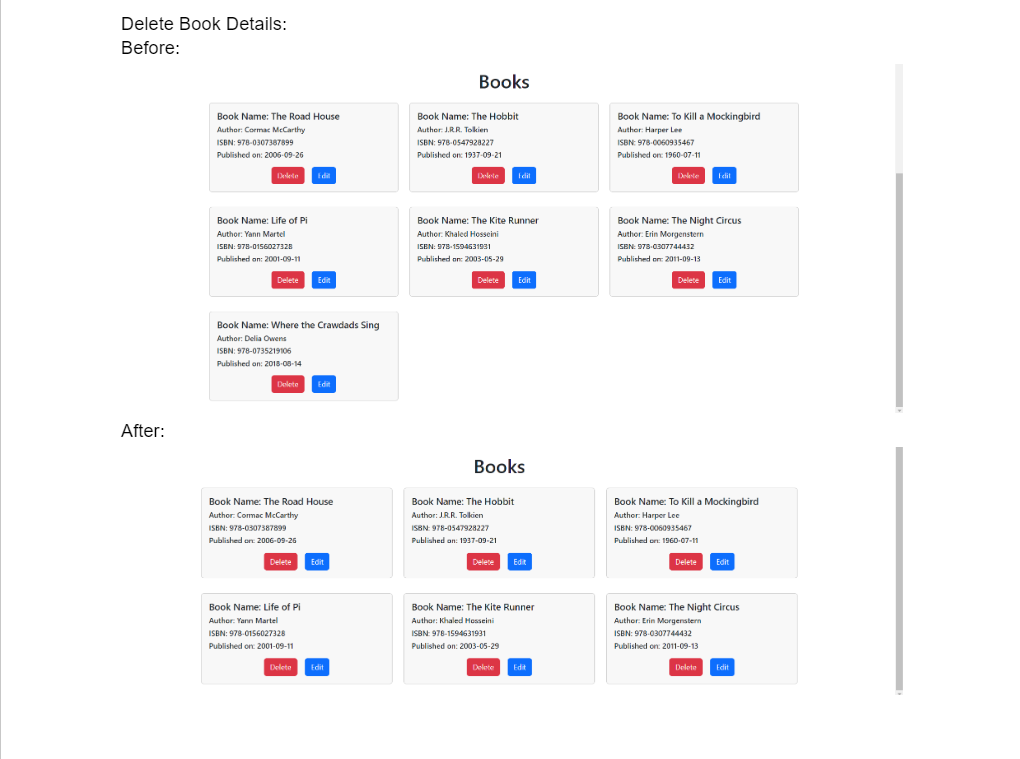 Delete Book Details:
Before:
Books
Book Name: The Road House
Author: Cormac McCarthy
ISBN: 978-0307387899
Published on: 2006-09-26
Delete Edit
Book Name: The Hobbit
Author: J.R.R. Tolkien
ISBN: 978-0547928227
Published on: 1937-09-21
Delete Edit
Book Name: To Kill a Mockingbird
Author: Harper Lee
ISBN: 978-0060935467
Published on: 1960-07-11
Delete Edit
Book Name: Life of Pi
Author: Yann Martel
ISBN: 978-0156027328
Published on: 2001-09-11
Delete Edit
Book Name: The Kite Runner
Author: Khaled Hosseini
ISBN: 978-1594631931
Published on: 2003-05-29
Delete Edit
Book Name: The Night Circus
Author: Erin Morgenstern
ISBN: 978-0307744432
Published on: 2011-09-13
Delete Edit
Book Name: Where the Crawdads Sing
Author: Delia Owens
ISBN: 978-0735219106
Published on: 2018-08-14
Delete Edit
After:
Books
Book Name: The Road House
Author: Cormac McCarthy
ISBN: 978-0307387899
Published on: 2006-09-26
Delete Edit
Book Name: The Hobbit
Author: J.R.R. Tolkien
ISBN: 978-0547928227
Published on: 1937-09-21
Delete Edit
Book Name: To Kill a Mockingbird
Author: Harper Lee
ISBN: 978-0060935467
Published on: 1960-07-11
Delete Edit
Book Name: Life of Pi
Author: Yann Martel
ISBN: 978-0156027328
Published on: 2001-09-11
Delete Edit
Book Name: The Kite Runner
Author: Khaled Hosseini
ISBN: 978-1594631931
Published on: 2003-05-29
Delete Edit
Book Name: The Night Circus
Author: Erin Morgenstern
ISBN: 978-0307744432
Published on: 2011-09-13
Delete Edit